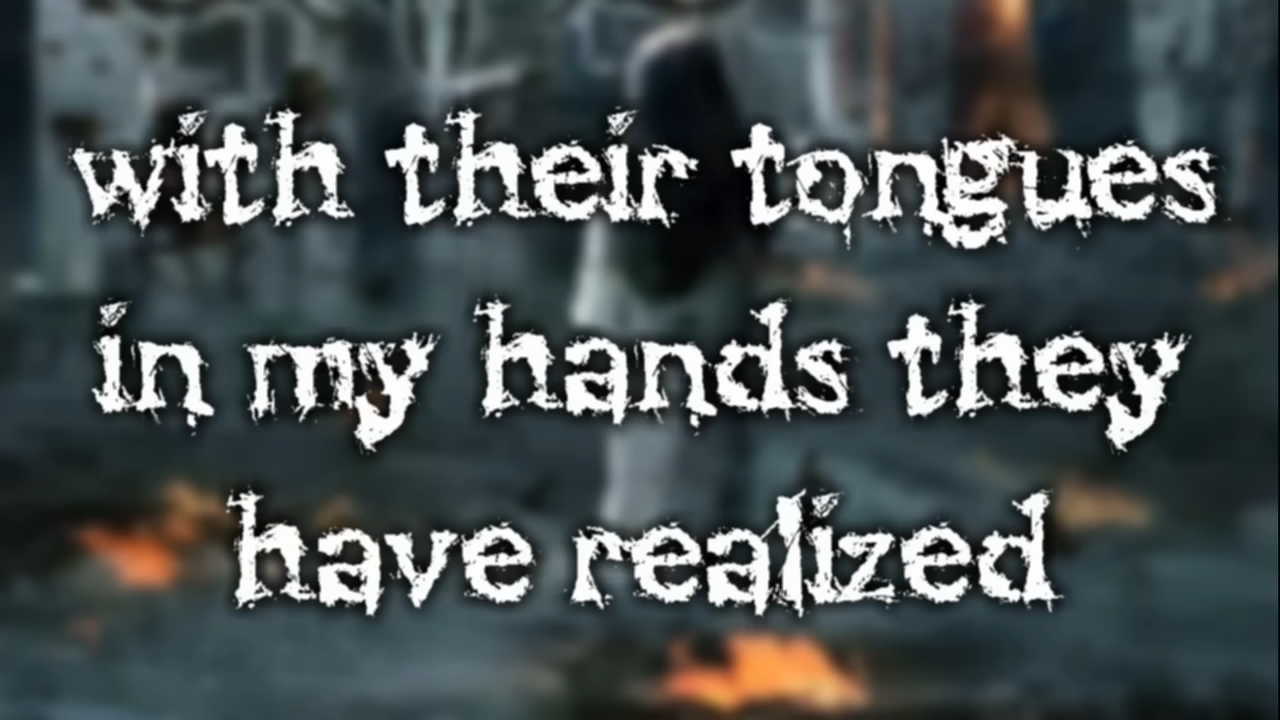 with their tongues
in my hands they
have realized